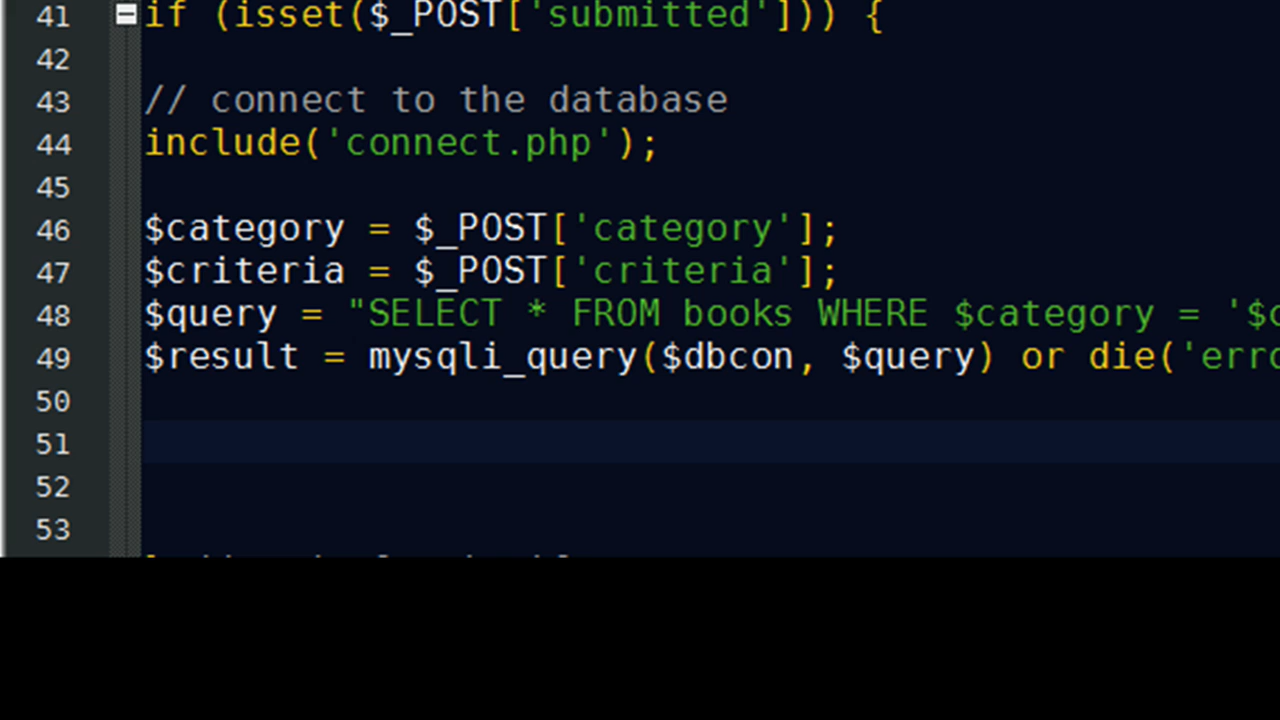 41 if (isset($_POST['submitted'])) {
42
43 // connect to the database
44 include('connect.php');
45
46 $category = $_POST['category'];
47 $criteria = $_POST['criteria'];
48 $query = "SELECT * FROM books WHERE $category = '$c
49 $result = mysqli_query($dbcon, $query) or die('erro
50
51
52
53